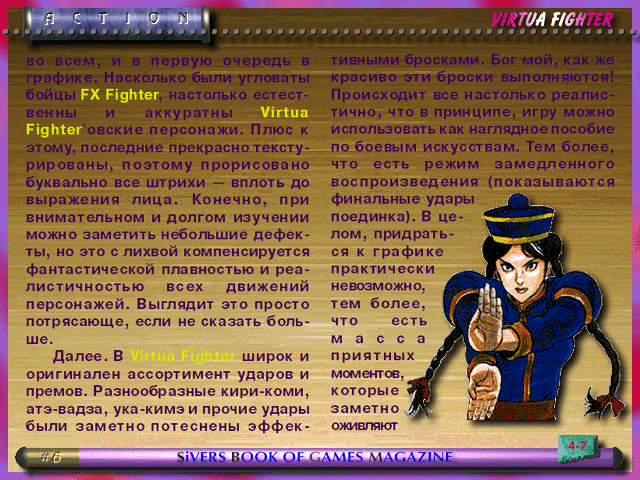 ACTION
VIRTUA FIGHTER
во всем, и в первую очередь в
графике. Насколько были угловаты
бойцы FX Fighter, настолько естест-
венны и аккуратны Virtua
Fighter'овские персонажи. Плюс к
этому, последние прекрасно тексту-
рированы, поэтому прорисовано
буквально все штрихи — вплоть до
выражения лица. Конечно, при
внимательном и долгом изучении
можно заметить небольшие дефек-
ты, но это с лихвой компенсируется
фантастической плавностью и реа-
листичностью всех движений
персонажей. Выглядит это просто
потрясающе, если не сказать боль-
ше.
Далее. В Virtua Fighter широк и
оригинален ассортимент ударов и
премов. Разнообразные кири-коми,
атэ-вадза, ука-кимэ и прочие удары
были заметно потеснены эффек-
тивными бросками. Бог мой, как же
красиво эти броски выполняются!
Происходит все настолько реалис-
тично, что в принципе, игру можно
использовать как наглядное пособие
по боевым искусствам. Тем более,
что есть режим замедленного
воспроизведения (показываются
финальные удары
поединка). В це-
лом, придрать-
ся к графике
практически
невозможно,
тем более,
что есть
масса
приятных
моментов,
которые
заметно
оживляют
#6
SiVERS BOOK OF GAMES MAGAZINE
4-7